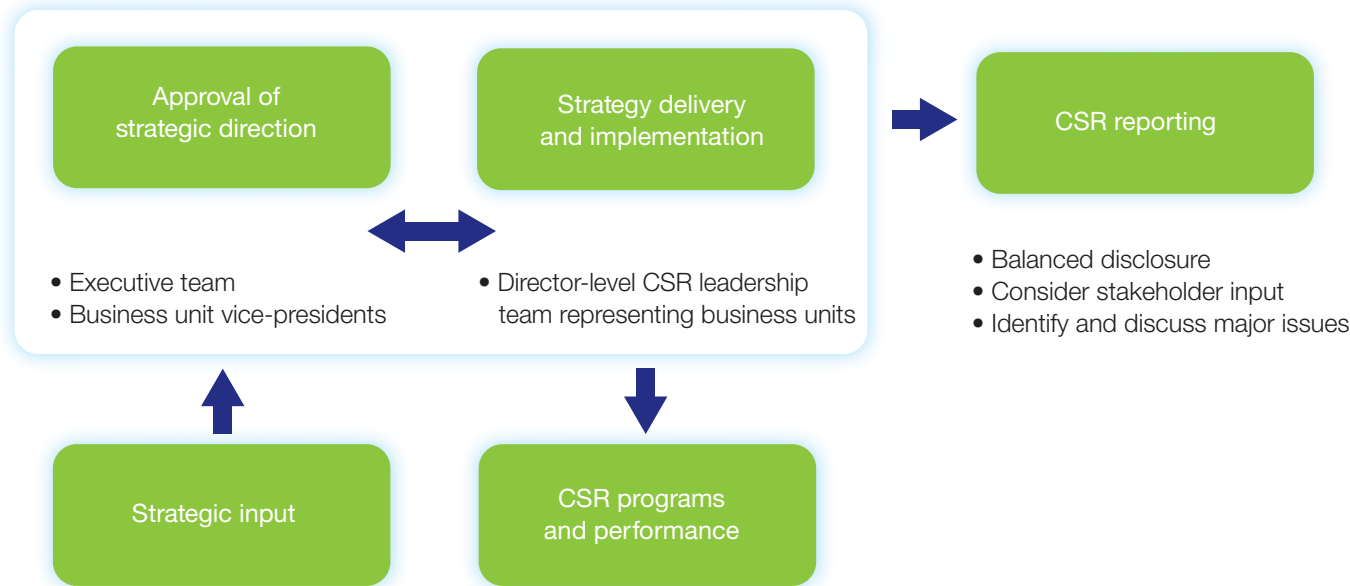 Approval of
strategic direction
Strategy delivery
and implementation
CSR reporting
• Executive team
• Business unit vice-presidents
• Director-level CSR leadership
team representing business units
• Balanced disclosure
• Consider stakeholder input
• Identify and discuss major issues
Strategic input
CSR programs
and performance